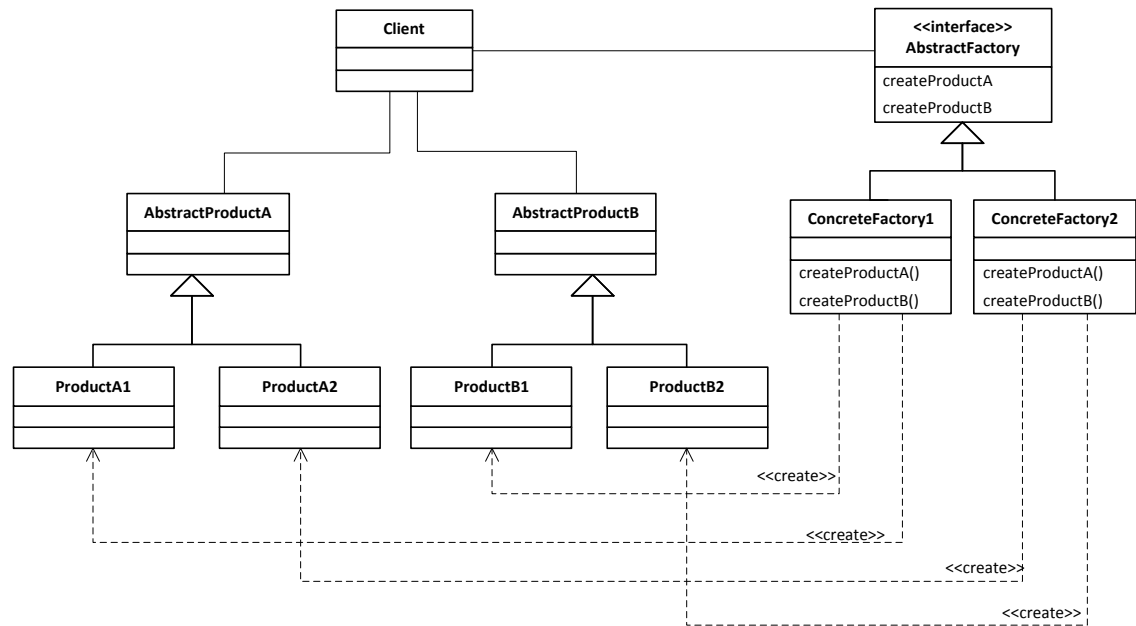 Client
<<interface>>
AbstractFactory
createProductA
createProductB
AbstractProductA
AbstractProductB
ConcreteFactory1
createProductA()
createProductB()
ConcreteFactory2
createProductA()
createProductB()
ProductA1
ProductA2
ProductB1
ProductB2
<<create>>
<<create>>
<<create>>
<<create>>